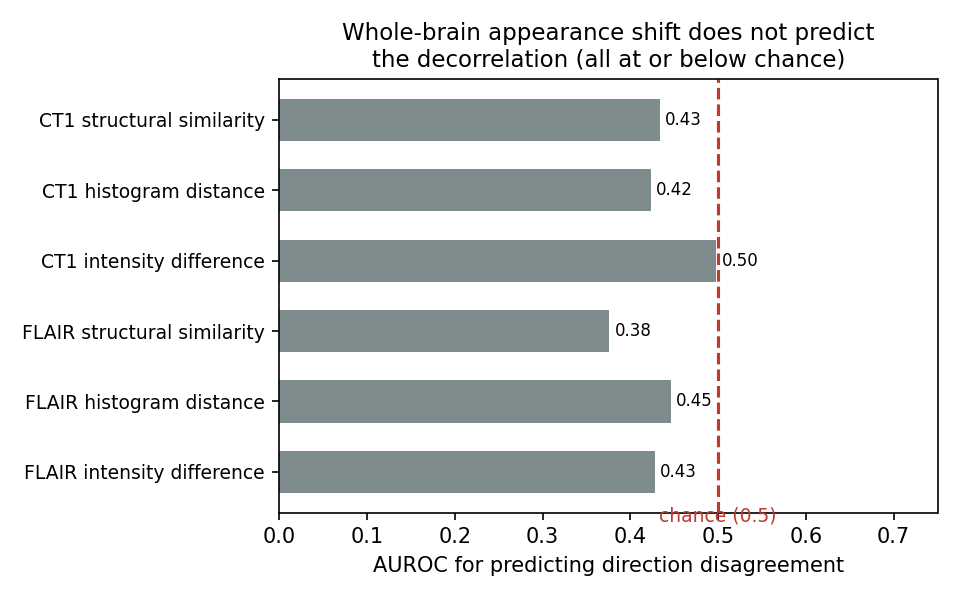 Whole-brain appearance shift does not predict
the decorrelation (all at or below chance)
CT1 structural similarity
0.43
CT1 histogram distance
0.42
CT1 intensity difference
0.50
FLAIR structural similarity
0.38
FLAIR histogram distance
0.45
FLAIR intensity difference
0.43
chance (0.5)
0.0 0.1 0.2 0.3 0.4 0.5 0.6 0.7
AUROC for predicting direction disagreement